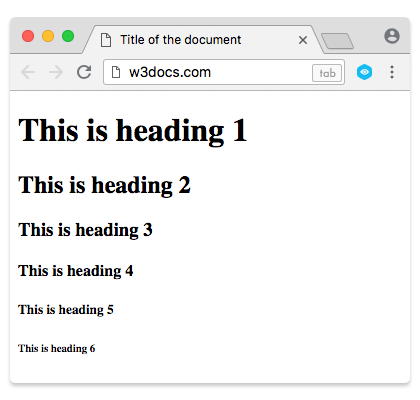 Title of the document
w3docs.com
tab
This is heading 1
This is heading 2
This is heading 3
This is heading 4
This is heading 5
This is heading 6